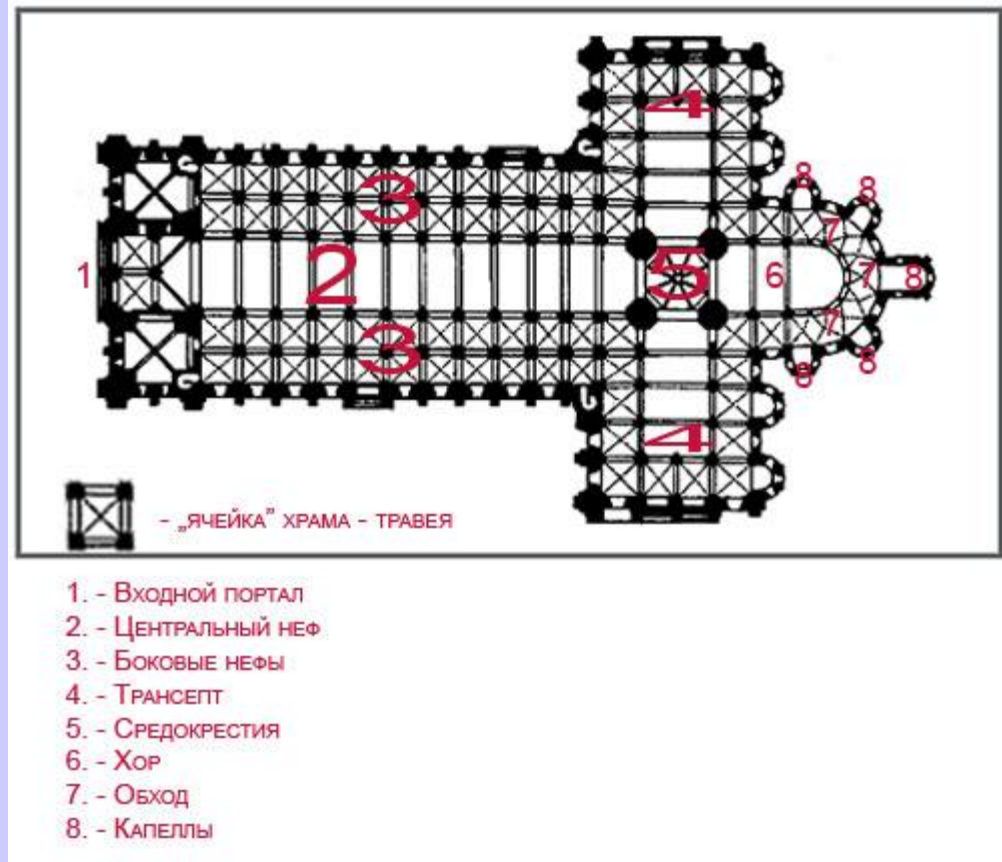 4
3
8
8
7
1
2
5
6
7
8
7
3
8
8
4
- „ЯЧЕЙКА” ХРАМА - ТРАВЕЯ
1. - ВХОДНОЙ ПОРТАЛ
2. - ЦЕНТРАЛЬНЫЙ НЕФ
3. - БОКОВЫЕ НЕФЫ
4. - ТРАНСЕПТ
5. - СРЕДОКРЕСТИЯ
6. - ХОР
7. - ОБХОД
8. - КАПЕЛЛЫ